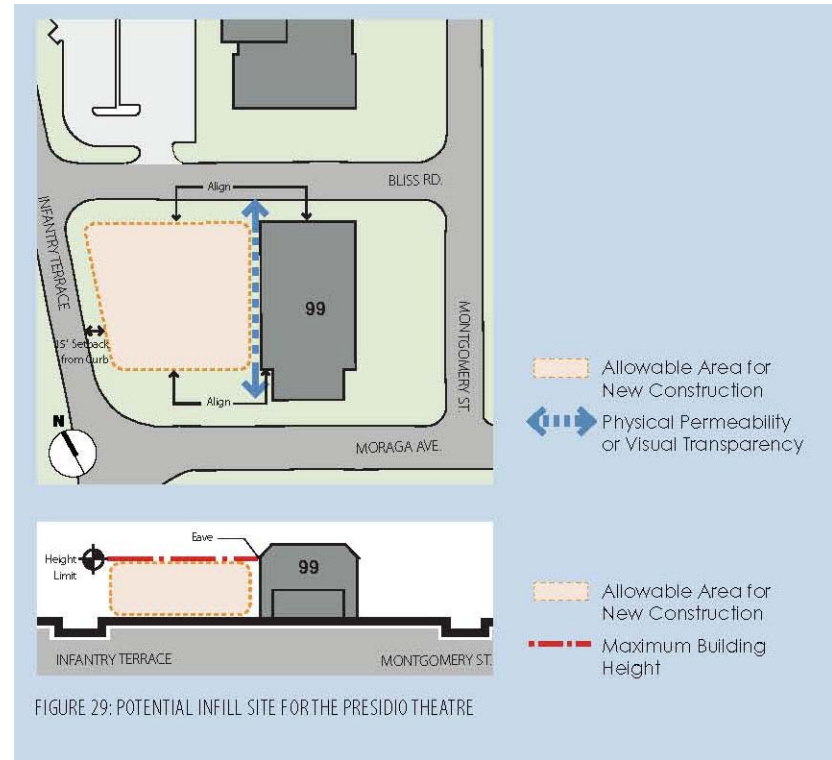 BLISS RD.
Align
INFANTRY TERRACE
99
MONTGOMERY ST.
15' Setback
from Curb
Align
N
MORAGA AVE.
Allowable Area for
New Construction
Physical Permeability
or Visual Transparency
Eave
Height
Limit
99
INFANTRY TERRACE
MONTGOMERY ST.
Allowable Area for
New Construction
Maximum Building
Height
FIGURE 29: POTENTIAL INFILL SITE FOR THE PRESIDIO THEATRE